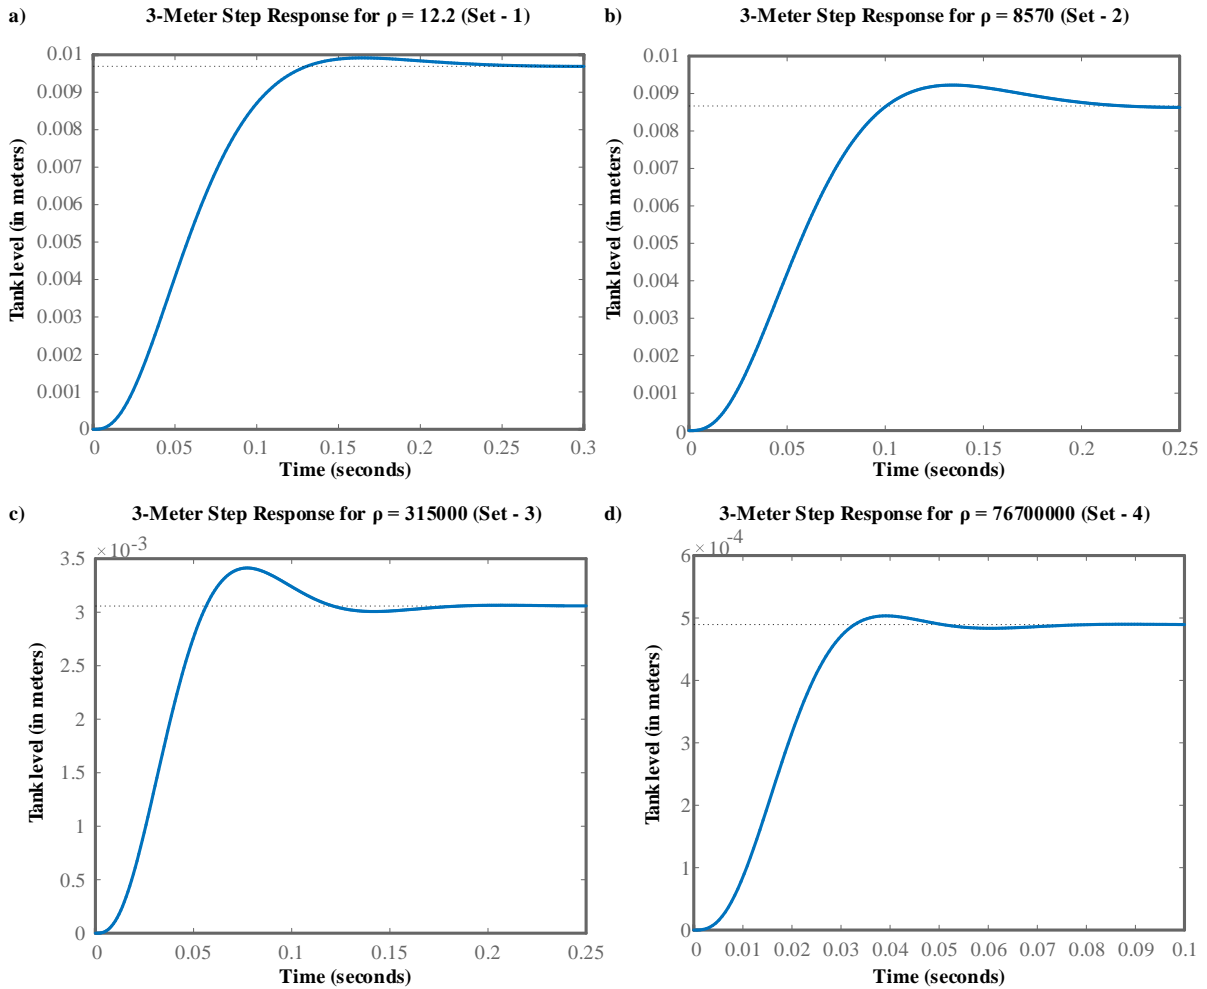 a) 3-Meter Step Response for ρ = 12.2 (Set - 1)
0.01
0.009
0.008
0.007
0.006
0.005
0.004
0.003
0.002
0.001
0
Tank level (in meters)
0 0.05 0.1 0.15 0.2 0.25 0.3
Time (seconds)
b) 3-Meter Step Response for ρ = 8570 (Set - 2)
0.01
0.009
0.008
0.007
0.006
0.005
0.004
0.003
0.002
0.001
0
Tank level (in meters)
0 0.05 0.1 0.15 0.2 0.25
Time (seconds)
c) 3-Meter Step Response for ρ = 315000 (Set - 3)
×10⁻³
3.5
3
2.5
2
1.5
1
0.5
0
Tank level (in meters)
0 0.05 0.1 0.15 0.2 0.25
Time (seconds)
d) 3-Meter Step Response for ρ = 76700000 (Set - 4)
×10⁻⁴
6
5
4
3
2
1
0
Tank level (in meters)
0 0.01 0.02 0.03 0.04 0.05 0.06 0.07 0.08 0.09 0.1
Time (seconds)